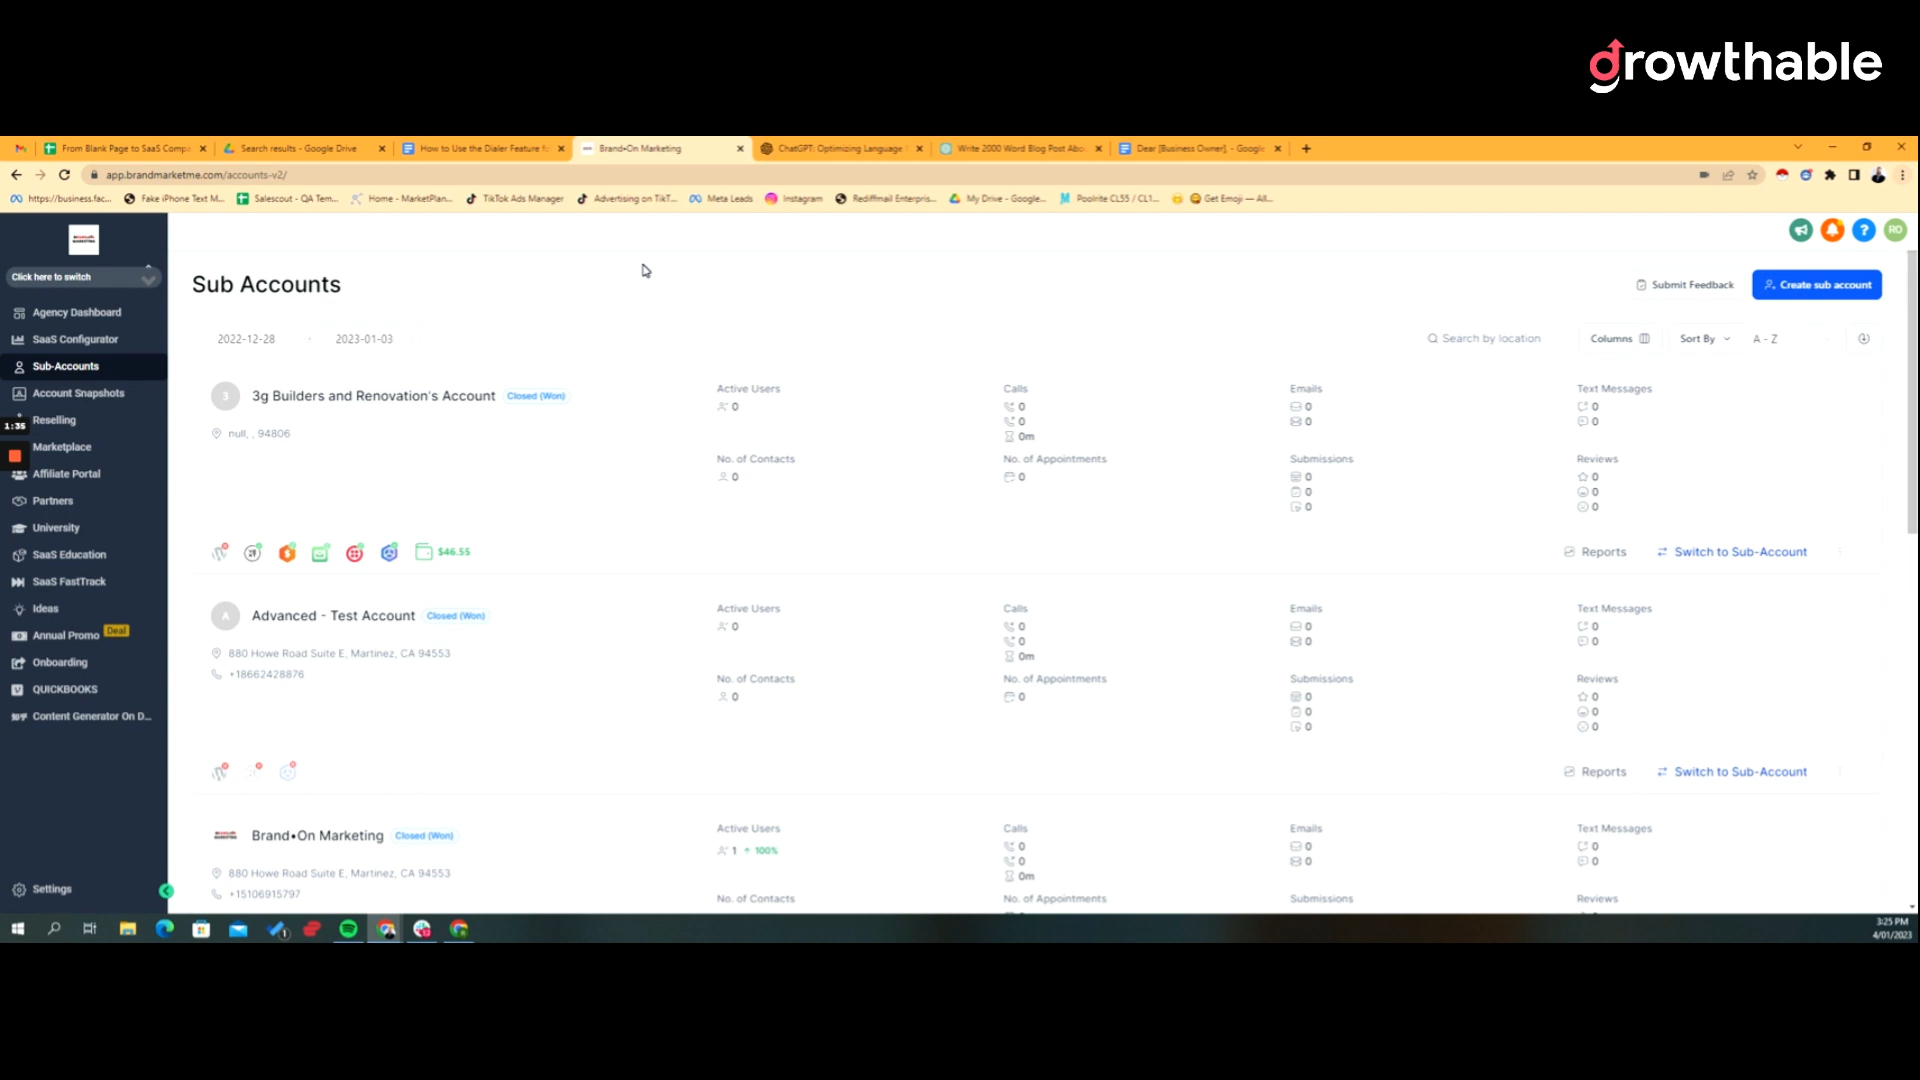 growthable
From Blank Page to SaaS Compa
Search results - Google Drive
How to Use the Dialer Feature fo
Brand•On Marketing
ChatGPT: Optimizing Language
Write 2000 Word Blog Post Abo
Dear [Business Owner], - Google
app.brandmarketme.com/accounts-v2/
https://business.fac...
Fake iPhone Text M...
Salescout - QA Tem...
Home - MarketPlan...
TikTok Ads Manager
Advertising on TikT...
Meta Leads
Instagram
Rediffmail Enterpris...
My Drive - Google...
Poolrite CL55 / CL1...
Get Emoji — All...
RO
Click here to switch
Agency Dashboard
SaaS Configurator
Sub-Accounts
Account Snapshots
Reselling
1:35
Marketplace
Affiliate Portal
Partners
University
SaaS Education
SaaS FastTrack
Ideas
Annual Promo Deal
Onboarding
QUICKBOOKS
Content Generator On D...
Settings
Sub Accounts
Submit Feedback
Create sub account
2022-12-28
2023-01-03
Search by location
Columns
Sort By
A - Z
3 3g Builders and Renovation's Account Closed (Won)
null, , 94806
Active Users
0
Calls
0
0
0m
Emails
0
0
Text Messages
0
0
No. of Contacts
0
No. of Appointments
0
Submissions
0
0
0
Reviews
0
0
0
$46.55
Reports
Switch to Sub-Account
A Advanced - Test Account Closed (Won)
880 Howe Road Suite E, Martinez, CA 94553
+18662428876
Active Users
0
Calls
0
0
0m
Emails
0
0
Text Messages
0
0
No. of Contacts
0
No. of Appointments
0
Submissions
0
0
0
Reviews
0
0
0
Reports
Switch to Sub-Account
Brand•On Marketing Closed (Won)
880 Howe Road Suite E, Martinez, CA 94553
+15106915797
Active Users
1 100%
Calls
0
0
0m
Emails
0
0
Text Messages
0
0
No. of Contacts
No. of Appointments
Submissions
Reviews
3:25 PM
4/01/2023